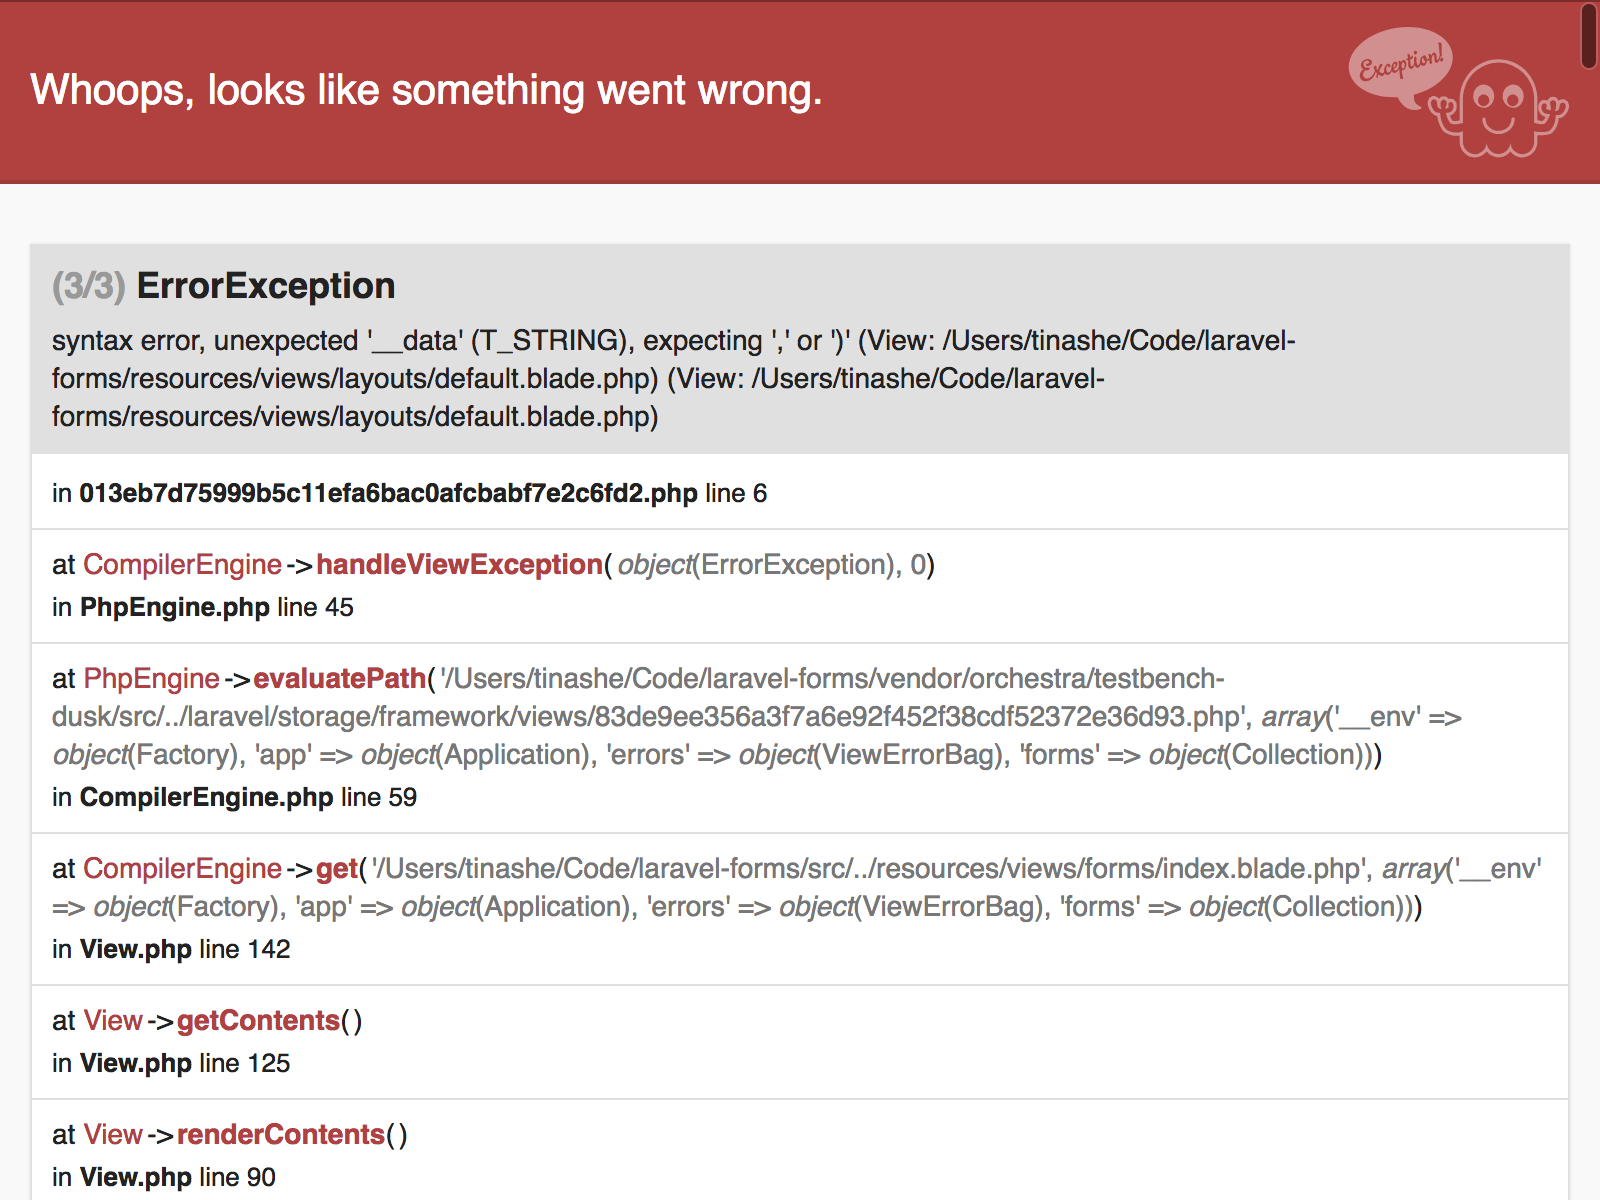 Whoops, looks like something went wrong.
Exception!
(3/3) ErrorException
syntax error, unexpected '__data' (T_STRING), expecting ',' or ')' (View: /Users/tinashe/Code/laravel-
forms/resources/views/layouts/default.blade.php) (View: /Users/tinashe/Code/laravel-
forms/resources/views/layouts/default.blade.php)
in 013eb7d75999b5c11efa6bac0afcbabf7e2c6fd2.php line 6
at CompilerEngine->handleViewException(object(ErrorException), 0)
in PhpEngine.php line 45
at PhpEngine->evaluatePath('/Users/tinashe/Code/laravel-forms/vendor/orchestra/testbench-
dusk/src/../laravel/storage/framework/views/83de9ee356a3f7a6e92f452f38cdf52372e36d93.php', array('__env' =>
object(Factory), 'app' => object(Application), 'errors' => object(ViewErrorBag), 'forms' => object(Collection)))
in CompilerEngine.php line 59
at CompilerEngine->get('/Users/tinashe/Code/laravel-forms/src/../resources/views/forms/index.blade.php', array('__env'
=> object(Factory), 'app' => object(Application), 'errors' => object(ViewErrorBag), 'forms' => object(Collection)))
in View.php line 142
at View->getContents()
in View.php line 125
at View->renderContents()
in View.php line 90